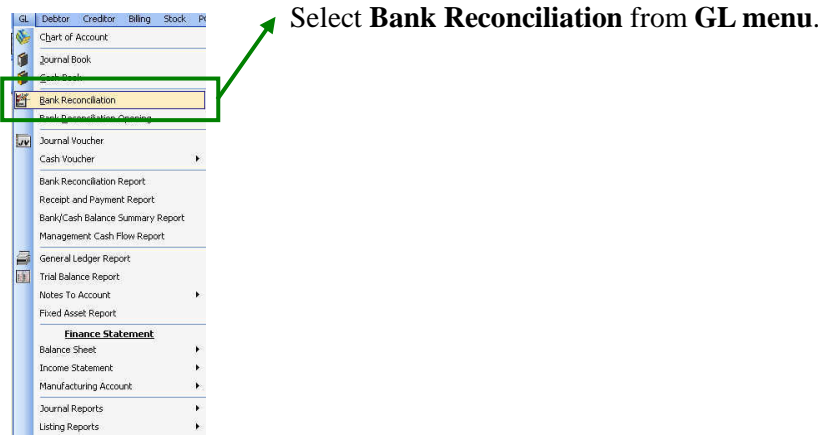 Select Bank Reconciliation from GL menu.
GL Debtor Creditor Billing Stock
Chart of Account
Journal Book
Cash Book
Bank Reconciliation
Bank Reconciliation Opening
JV Journal Voucher
Cash Voucher
Bank Reconciliation Report
Receipt and Payment Report
Bank/Cash Balance Summary Report
Management Cash Flow Report
General Ledger Report
Trial Balance Report
Notes To Account
Fixed Asset Report
Finance Statement
Balance Sheet
Income Statement
Manufacturing Account
Journal Reports
Listing Reports